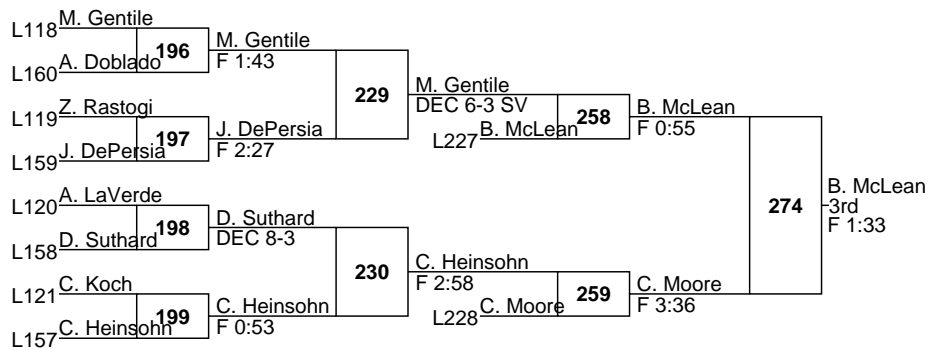 M. Gentile
L118
196
M. Gentile
A. Doblado
F 1:43
L160
229
M. Gentile
DEC 6-3 SV
Z. Rastogi
L119
258
B. McLean
F 0:55
197
J. DePersia
B. McLean
L227
J. DePersia
F 2:27
L159
A. LaVerde
L120
274
B. McLean
3rd
F 1:33
198
D. Suthard
D. Suthard
DEC 8-3
L158
230
C. Heinsohn
F 2:58
C. Koch
L121
259
C. Moore
F 3:36
199
C. Heinsohn
C. Moore
L228
C. Heinsohn
F 0:53
L157